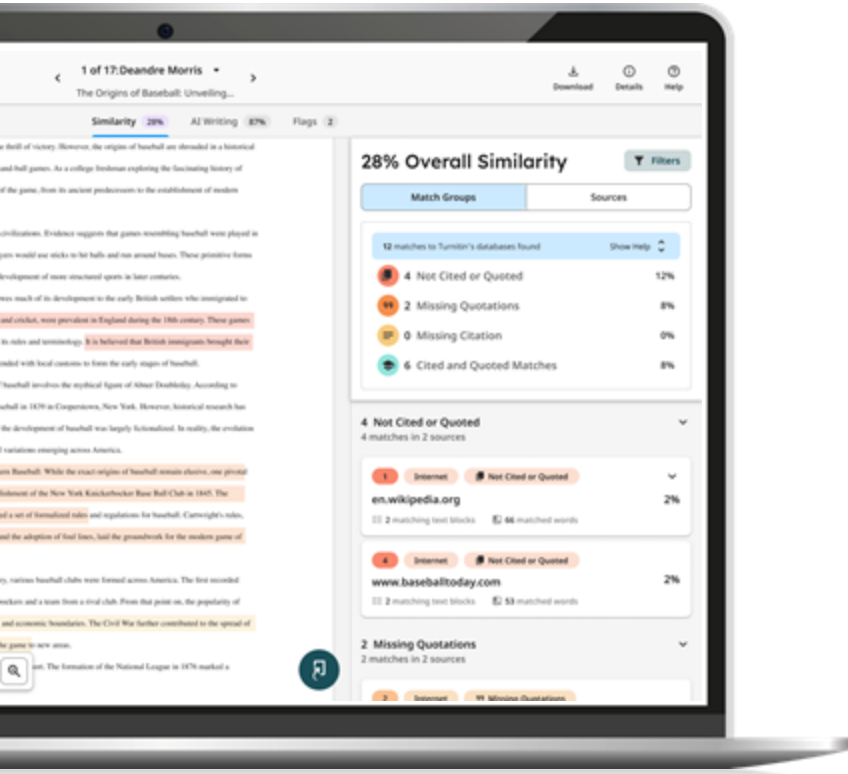 1 of 17: Deandre Morris
The Origins of Baseball: Unveiling...
Download
Details
Help
Similarity 28%
AI Writing 87%
Flags 2
e thrill of victory. However, the origins of baseball are shrouded in a historical
and-ball games. As a college freshman exploring the fascinating history of
of the game, from its ancient predecessors to the establishment of modern
civilizations. Evidence suggests that games resembling baseball were played in
yers would use sticks to hit balls and run around bases. These primitive forms
development of more structured sports in later centuries.
wes much of its development to the early British settlers who immigrated to
and cricket, were prevalent in England during the 18th century. These games
its rules and terminology. It is believed that British immigrants brought their
ended with local customs to form the early stages of baseball.
baseball involves the mythical figure of Abner Doubleday. According to
seball in 1839 in Cooperstown, New York. However, historical research has
the development of baseball was largely fictionalized. In reality, the evolution
l variations emerging across America.
ern Baseball. While the exact origins of baseball remain elusive, one pivotal
blishment of the New York Knickerbocker Base Ball Club in 1845. The
ed a set of formalized rules and regulations for baseball. Cartwright's rules,
and the adoption of foul lines, laid the groundwork for the modern game of
y, various baseball clubs were formed across America. The first recorded
ockers and a team from a rival club. From that point on, the popularity of
and economic boundaries. The Civil War further contributed to the spread of
he game to new areas.
ort. The formation of the National League in 1876 marked a
28% Overall Similarity
Filters
Match Groups
Sources
12 matches to Turnitin's databases found
Show Help
4 Not Cited or Quoted 12%
2 Missing Quotations 8%
0 Missing Citation 0%
6 Cited and Quoted Matches 8%
4 Not Cited or Quoted
4 matches in 2 sources
1 Internet Not Cited or Quoted
en.wikipedia.org 2%
2 matching text blocks 66 matched words
4 Internet Not Cited or Quoted
www.baseballtoday.com 2%
2 matching text blocks 53 matched words
2 Missing Quotations
2 matches in 2 sources
2 Internet Missing Quotations